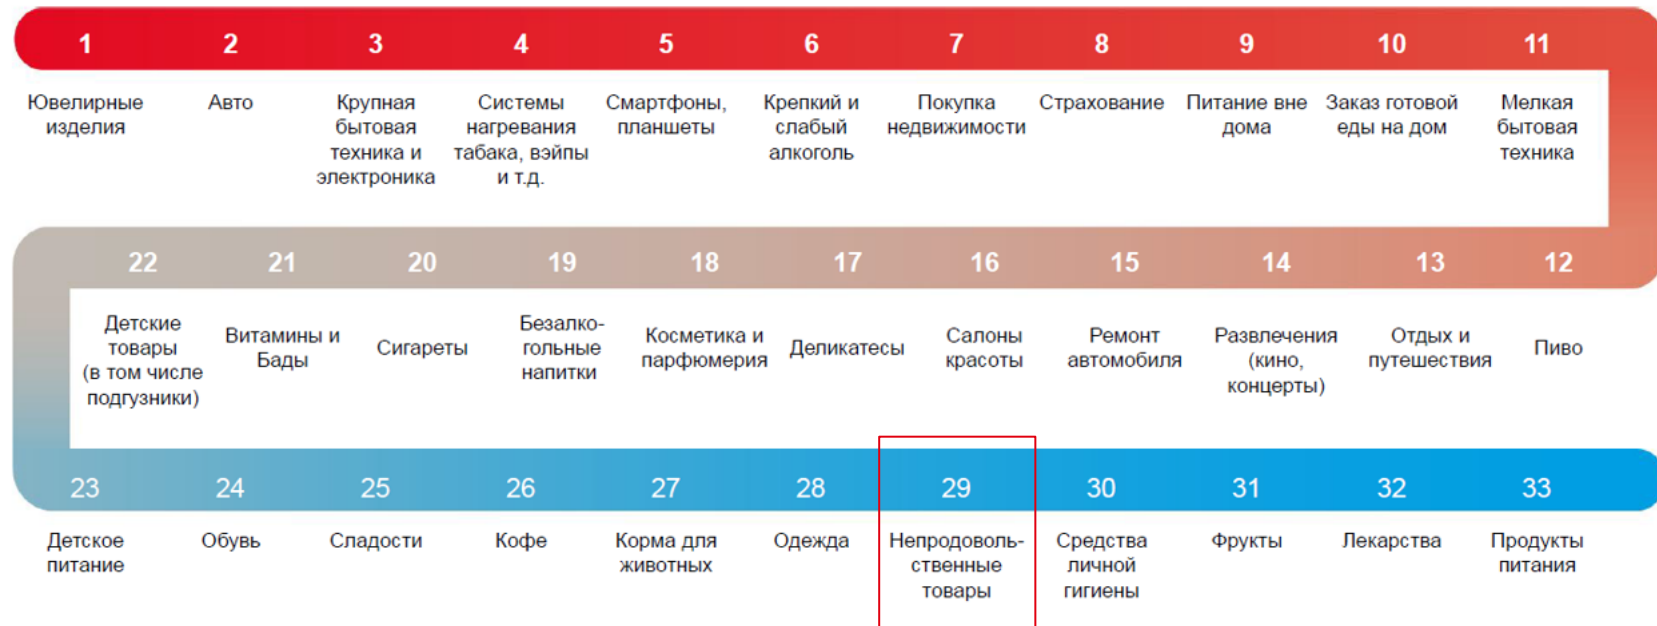 1 2 3 4 5 6 7 8 9 10 11
Ювелирные
изделия
Авто
Крупная
бытовая
техника и
электроника
Системы
нагревания
табака, вэйпы
и т.д.
Смартфоны,
планшеты
Крепкий и
слабый
алкоголь
Покупка
недвижимости
Страхование
Питание вне
дома
Заказ готовой
еды на дом
Мелкая
бытовая
техника
22 21 20 19 18 17 16 15 14 13 12
Детские
товары
(в том числе
подгузники)
Витамины и
Бады
Сигареты
Безалко-
гольные
напитки
Косметика и
парфюмерия
Деликатесы
Салоны
красоты
Ремонт
автомобиля
Развлечения
(кино,
концерты)
Отдых и
путешествия
Пиво
23 24 25 26 27 28 29 30 31 32 33
Детское
питание
Обувь
Сладости
Кофе
Корма для
животных
Одежда
Непродоволь-
ственные
товары
Средства
личной
гигиены
Фрукты
Лекарства
Продукты
питания